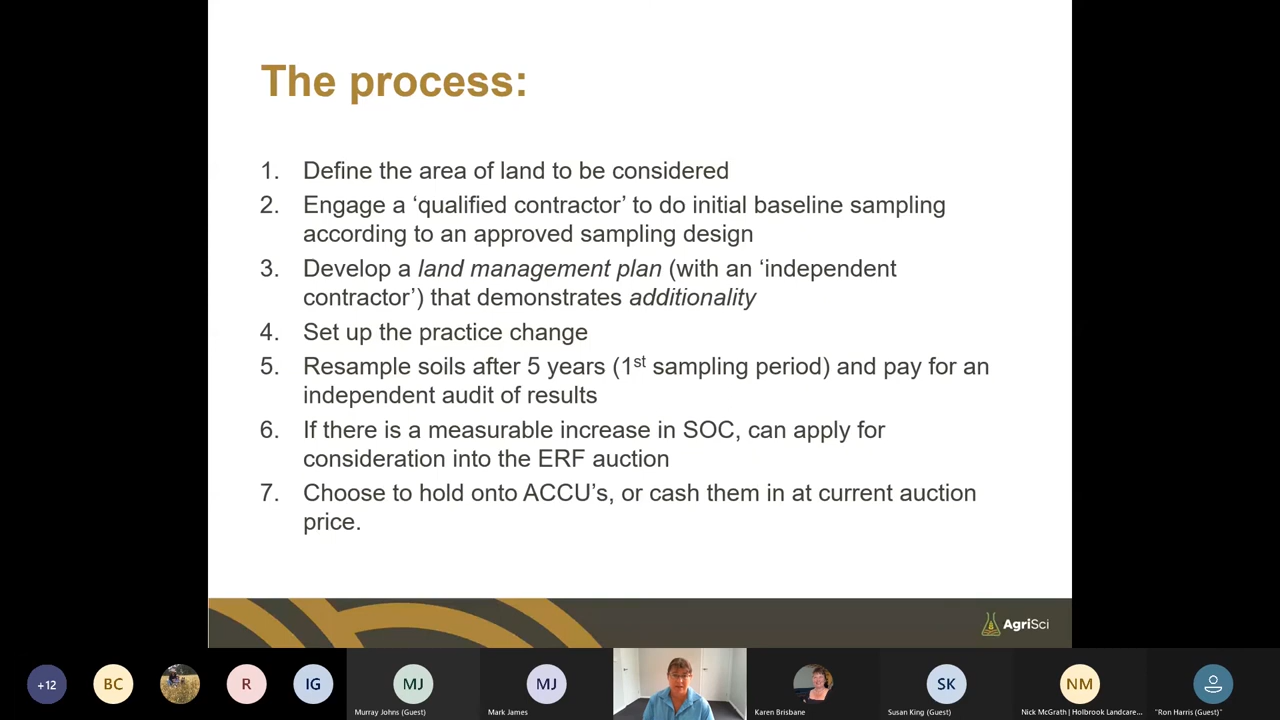 The process:
1. Define the area of land to be considered
2. Engage a ‘qualified contractor’ to do initial baseline sampling
according to an approved sampling design
3. Develop a land management plan (with an ‘independent
contractor’) that demonstrates additionality
4. Set up the practice change
5. Resample soils after 5 years (1st sampling period) and pay for an
independent audit of results
6. If there is a measurable increase in SOC, can apply for
consideration into the ERF auction
7. Choose to hold onto ACCU’s, or cash them in at current auction
price.
AgriSci
+12
BC
R
IG
MJ
MJ
SK
NM
Murray Johns (Guest)
Mark James
Karen Brisbane
Susan King (Guest)
Nick McGrath | Holbrook Landcare...
"Ron Harris (Guest)"